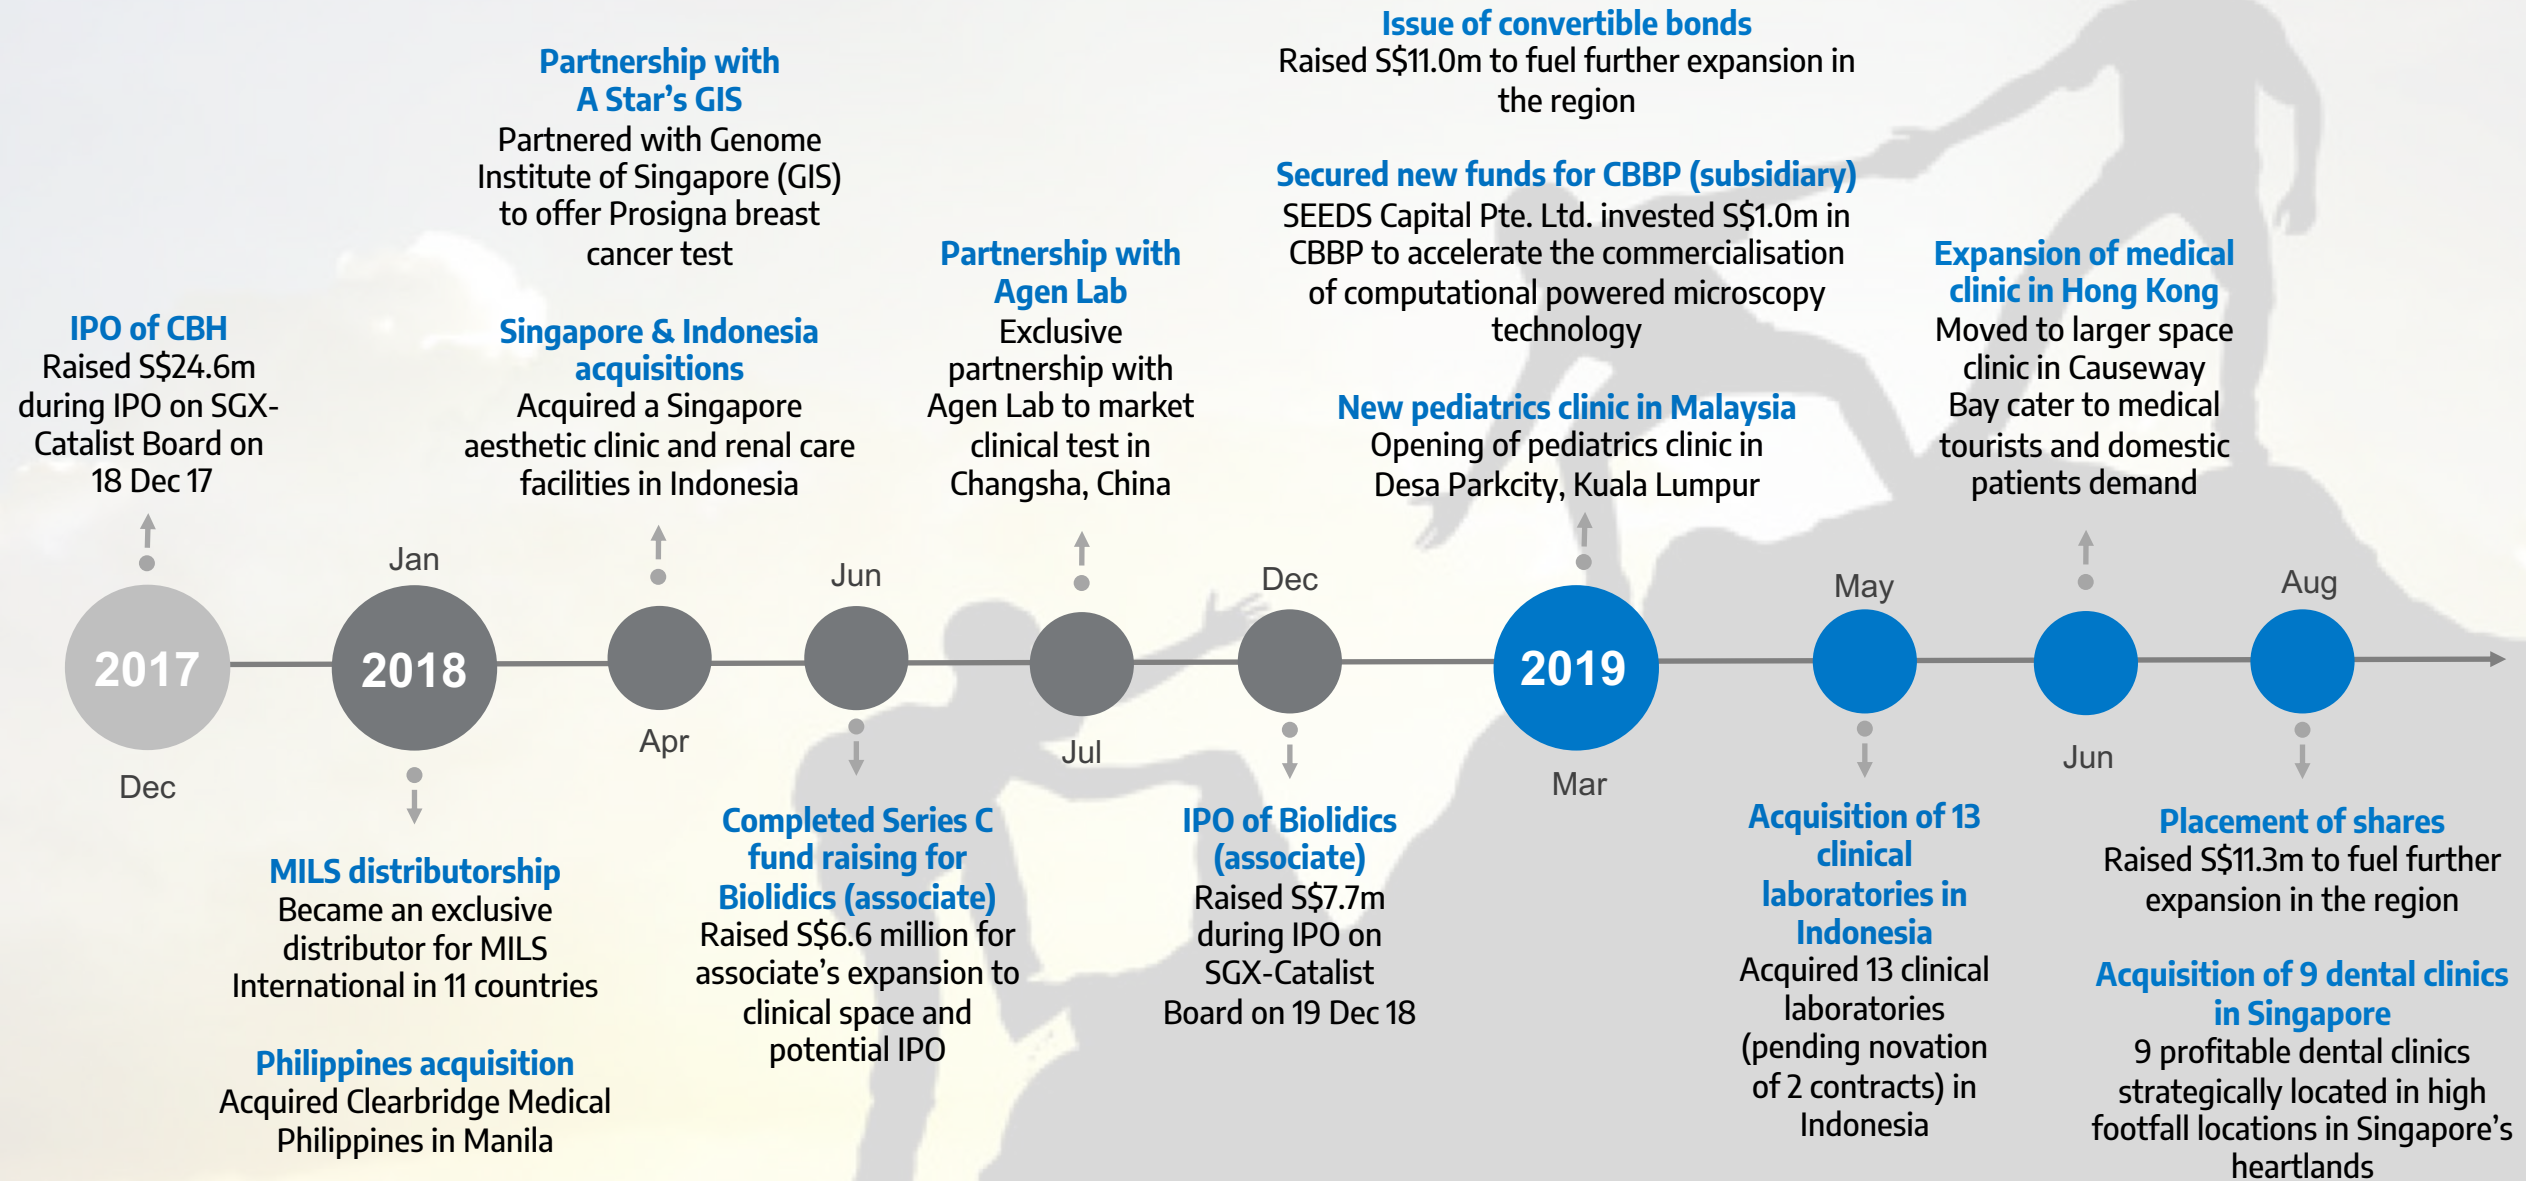 IPO of CBH
Raised S$24.6m
during IPO on SGX-
Catalist Board on
18 Dec 17
2017
Dec
Jan
2018
MILS distributorship
Became an exclusive
distributor for MILS
International in 11 countries
Philippines acquisition
Acquired Clearbridge Medical
Philippines in Manila
Partnership with
A Star’s GIS
Partnered with Genome
Institute of Singapore (GIS)
to offer Prosigna breast
cancer test
Singapore & Indonesia
acquisitions
Acquired a Singapore
aesthetic clinic and renal care
facilities in Indonesia
Apr
Jun
Completed Series C
fund raising for
Biolidics (associate)
Raised S$6.6 million for
associate’s expansion to
clinical space and
potential IPO
Partnership with
Agen Lab
Exclusive
partnership with
Agen Lab to market
clinical test in
Changsha, China
Jul
Dec
IPO of Biolidics
(associate)
Raised S$7.7m
during IPO on
SGX-Catalist
Board on 19 Dec 18
Issue of convertible bonds
Raised S$11.0m to fuel further expansion in
the region
Secured new funds for CBBP (subsidiary)
SEEDS Capital Pte. Ltd. invested S$1.0m in
CBBP to accelerate the commercialisation
of computational powered microscopy
technology
New pediatrics clinic in Malaysia
Opening of pediatrics clinic in
Desa Parkcity, Kuala Lumpur
2019
Mar
May
Acquisition of 13
clinical
laboratories in
Indonesia
Acquired 13 clinical
laboratories
(pending novation
of 2 contracts) in
Indonesia
Expansion of medical
clinic in Hong Kong
Moved to larger space
clinic in Causeway
Bay cater to medical
tourists and domestic
patients demand
Jun
Aug
Placement of shares
Raised S$11.3m to fuel further
expansion in the region
Acquisition of 9 dental clinics
in Singapore
9 profitable dental clinics
strategically located in high
footfall locations in Singapore’s
heartlands